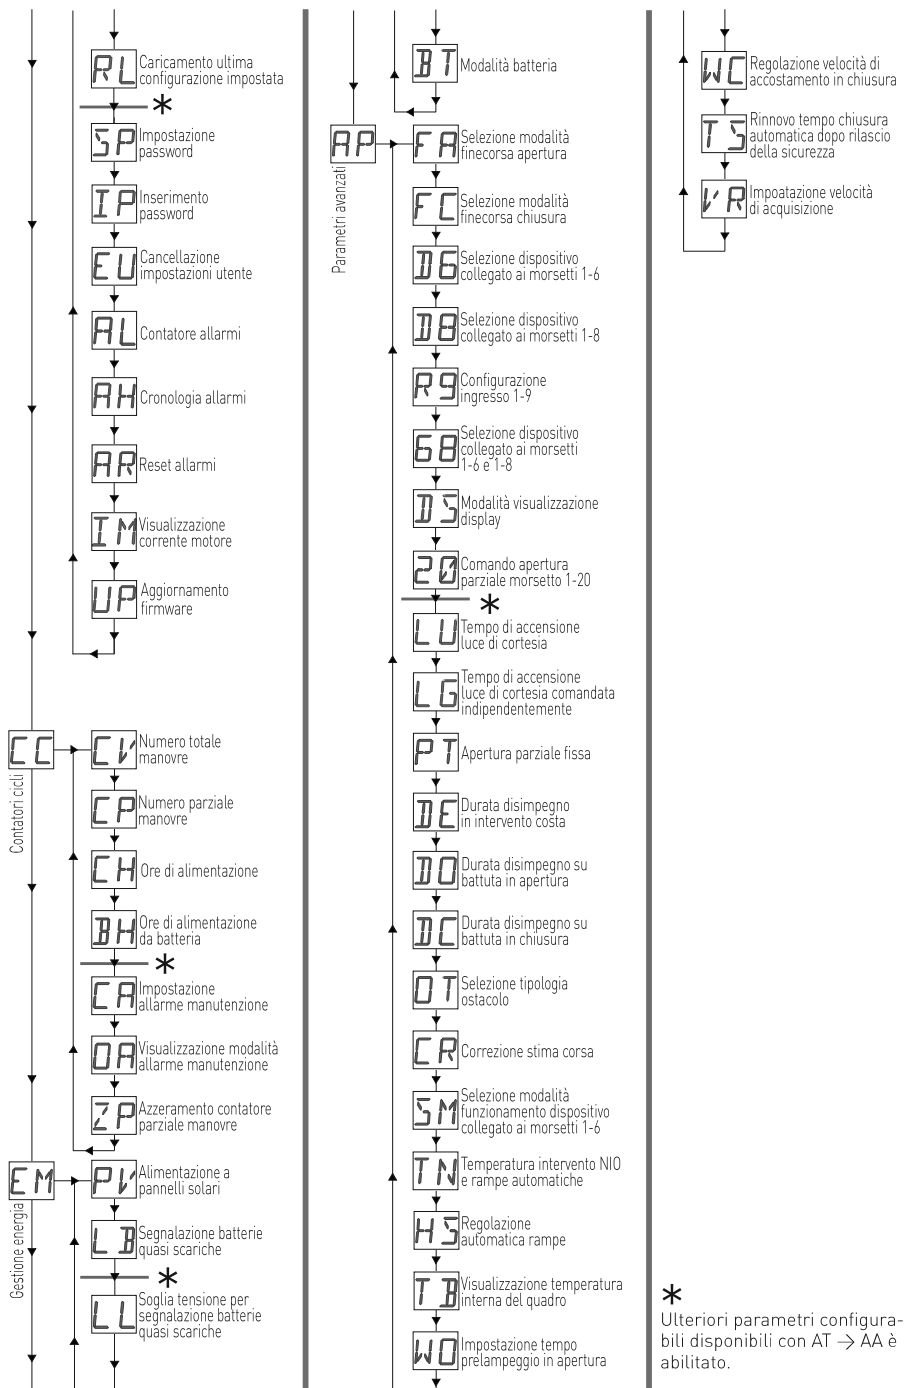 RL
Caricamento ultima
configurazione impostata
*
SP
Impostazione
password
IP
Inserimento
password
EU
Cancellazione
impostazioni utente
AL
Contatore allarmi
AH
Cronologia allarmi
AR
Reset allarmi
IM
Visualizzazione
corrente motore
UP
Aggiornamento
firmware
CC
Contatori cicli
CV
Numero totale
manovre
CP
Numero parziale
manovre
CH
Ore di alimentazione
BH
Ore di alimentazione
da batteria
*
CA
Impostazione
allarme manutenzione
OA
Visualizzazione modalità
allarme manutenzione
ZP
Azzeramento contatore
parziale manovre
EM
Gestione energia
PV
Alimentazione a
pannelli solari
LB
Segnalazione batterie
quasi scariche
*
LL
Soglia tensione per
segnalazione batterie
quasi scariche
BT
Modalità batteria
AP
Parametri avanzati
FA
Selezione modalità
finecorsa apertura
FC
Selezione modalità
finecorsa chiusura
D6
Selezione dispositivo
collegato ai morsetti 1-6
D8
Selezione dispositivo
collegato ai morsetti 1-8
R9
Configurazione
ingresso 1-9
68
Selezione dispositivo
collegato ai morsetti
1-6 e 1-8
DS
Modalità visualizzazione
display
20
Comando apertura
parziale morsetto 1-20
*
LU
Tempo di accensione
luce di cortesia
LG
Tempo di accensione
luce di cortesia comandata
indipendentemente
PT
Apertura parziale fissa
DE
Durata disimpegno
in intervento costa
DO
Durata disimpegno su
battuta in apertura
DC
Durata disimpegno su
battuta in chiusura
OT
Selezione tipologia
ostacolo
CR
Correzione stima corsa
SM
Selezione modalità
funzionamento dispositivo
collegato ai morsetti 1-6
TN
Temperatura intervento NIO
e rampe automatiche
HS
Regolazione
automatica rampe
TB
Visualizzazione temperatura
interna del quadro
WO
Impostazione tempo
prelampeggio in apertura
WC
Regolazione velocità di
accostamento in chiusura
TS
Rinnovo tempo chiusura
automatica dopo rilascio
della sicurezza
VR
Impoatazione velocità
di acquisizione
*
Ulteriori parametri configura-
bili disponibili con AT → AA è
abilitato.